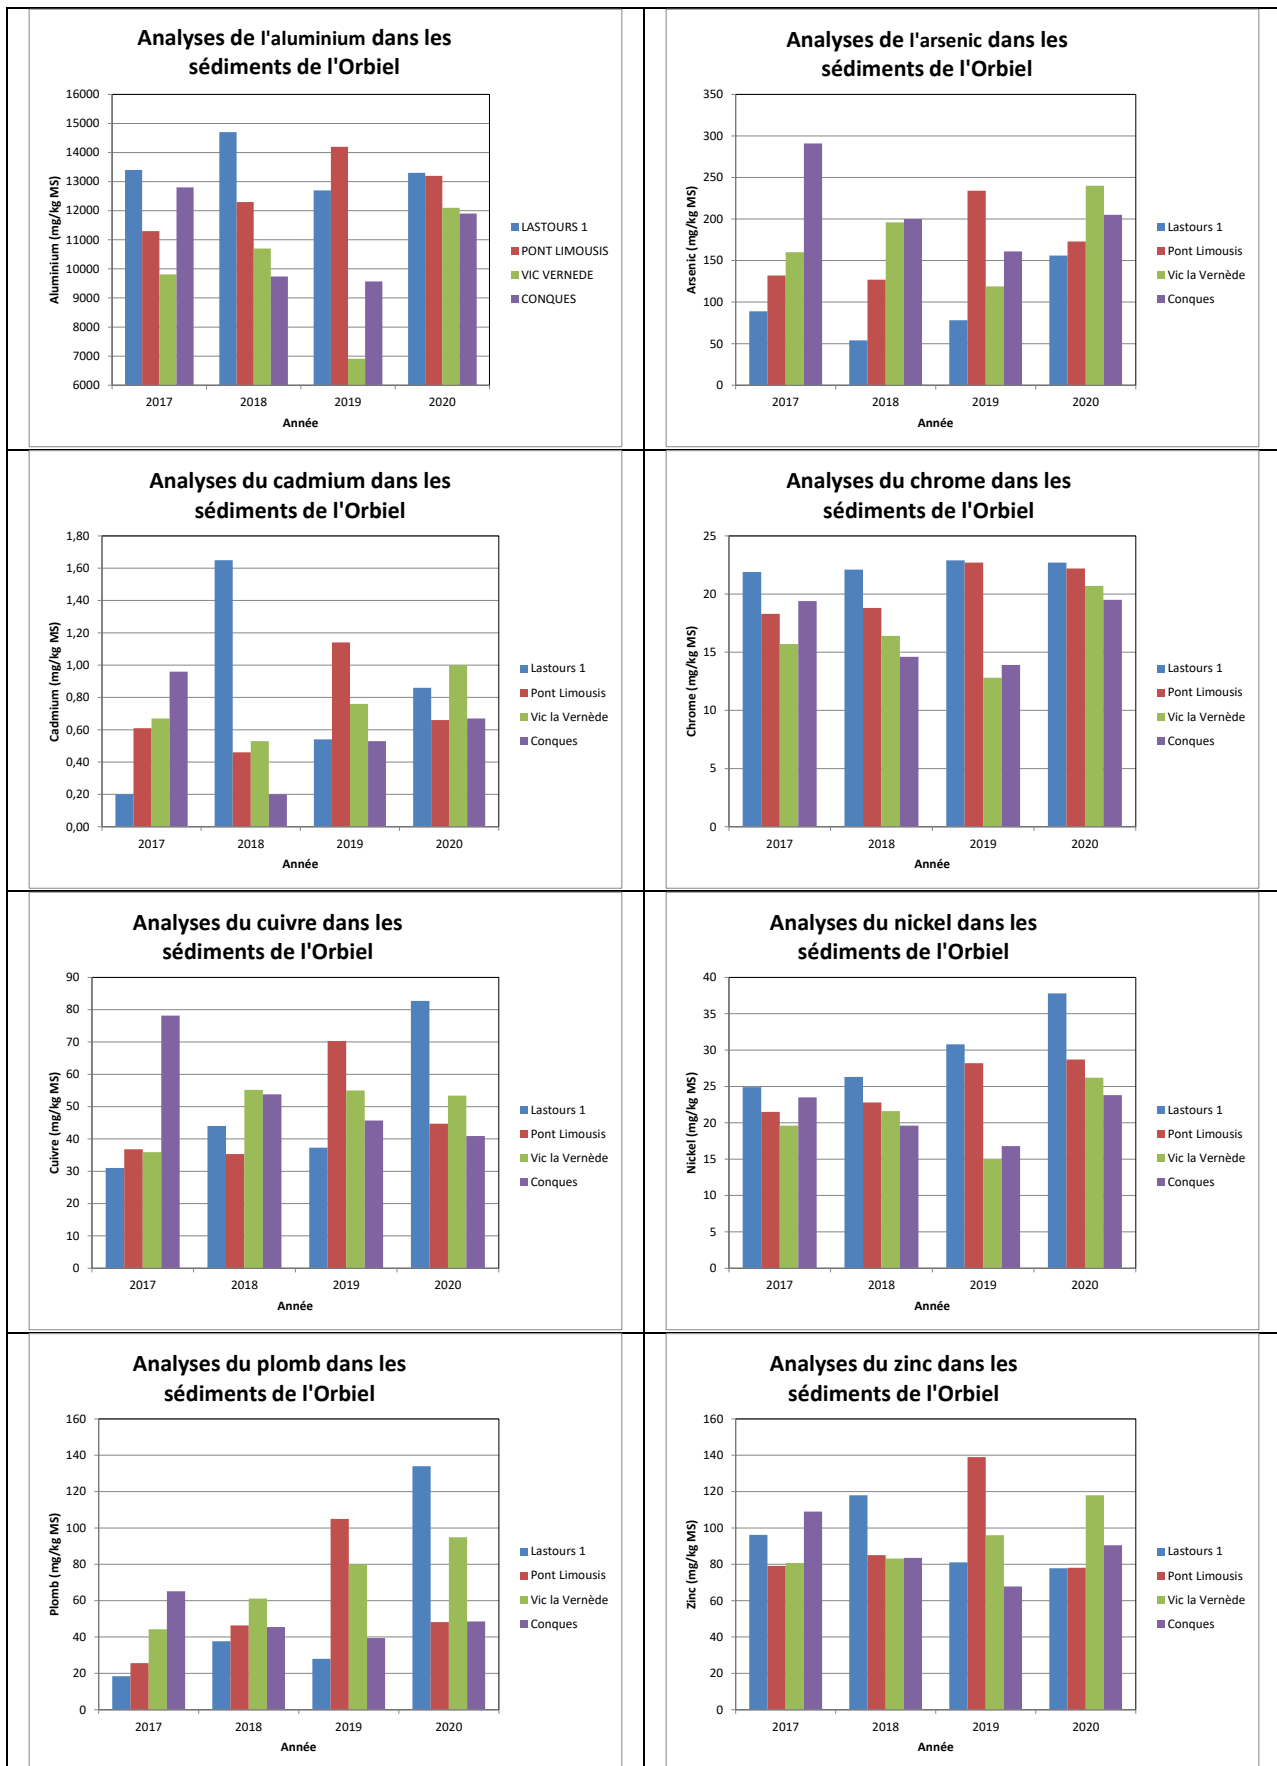 Analyses de l'aluminium dans les
sédiments de l'Orbiel
16000
15000
14000
13000
12000
11000
10000
9000
8000
7000
6000
Aluminium (mg/kg MS)
2017
2018
2019
2020
Année
LASTOURS 1
PONT LIMOUSIS
VIC VERNEDE
CONQUES
Analyses de l'arsenic dans les
sédiments de l'Orbiel
350
300
250
200
150
100
50
0
Arsenic (mg/kg MS)
2017
2018
2019
2020
Année
Lastours 1
Pont Limousis
Vic la Vernède
Conques
Analyses du cadmium dans les
sédiments de l'Orbiel
1,80
1,60
1,40
1,20
1,00
0,80
0,60
0,40
0,20
0,00
Cadmium (mg/kg MS)
2017
2018
2019
2020
Année
Lastours 1
Pont Limousis
Vic la Vernède
Conques
Analyses du chrome dans les
sédiments de l'Orbiel
25
20
15
10
5
0
Chrome (mg/kg MS)
2017
2018
2019
2020
Année
Lastours 1
Pont Limousis
Vic la Vernède
Conques
Analyses du cuivre dans les
sédiments de l'Orbiel
90
80
70
60
50
40
30
20
10
0
Cuivre (mg/kg MS)
2017
2018
2019
2020
Année
Lastours 1
Pont Limousis
Vic la Vernède
Conques
Analyses du nickel dans les
sédiments de l'Orbiel
40
35
30
25
20
15
10
5
0
Nickel (mg/kg MS)
2017
2018
2019
2020
Année
Lastours 1
Pont Limousis
Vic la Vernède
Conques
Analyses du plomb dans les
sédiments de l'Orbiel
160
140
120
100
80
60
40
20
0
Plomb (mg/kg MS)
2017
2018
2019
2020
Année
Lastours 1
Pont Limousis
Vic la Vernède
Conques
Analyses du zinc dans les
sédiments de l'Orbiel
160
140
120
100
80
60
40
20
0
Zinc (mg/kg MS)
2017
2018
2019
2020
Année
Lastours 1
Pont Limousis
Vic la Vernède
Conques